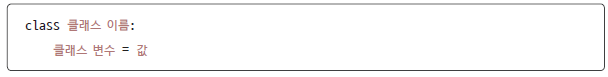 class 클래스 이름:
클래스 변수 = 값